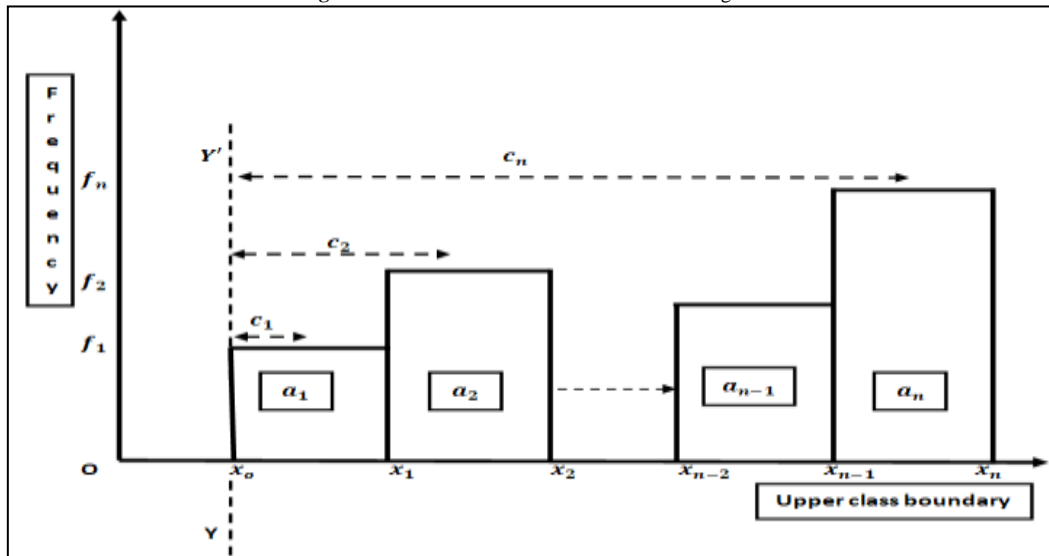 Frequency
Y'
c_n
f_n
c_2
f_2
c_1
f_1
a_1
a_2
a_{n-1}
a_n
O
x_o
x_1
x_2
x_{n-2}
x_{n-1}
x_n
Upper class boundary
Y